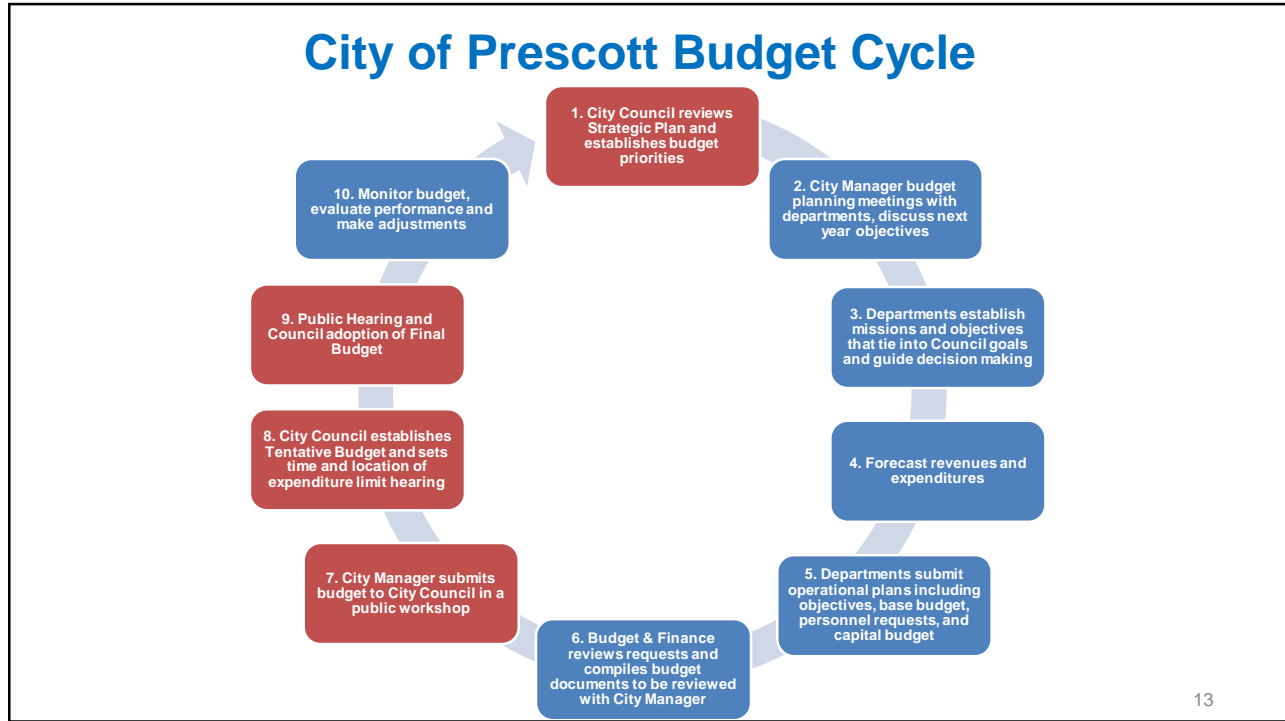 City of Prescott Budget Cycle
1. City Council reviews
Strategic Plan and
establishes budget
priorities
2. City Manager budget
planning meetings with
departments, discuss next
year objectives
3. Departments establish
missions and objectives
that tie into Council goals
and guide decision making
4. Forecast revenues and
expenditures
5. Departments submit
operational plans including
objectives, base budget,
personnel requests, and
capital budget
6. Budget & Finance
reviews requests and
compiles budget
documents to be reviewed
with City Manager
7. City Manager submits
budget to City Council in a
public workshop
8. City Council establishes
Tentative Budget and sets
time and location of
expenditure limit hearing
9. Public Hearing and
Council adoption of Final
Budget
10. Monitor budget,
evaluate performance and
make adjustments
13